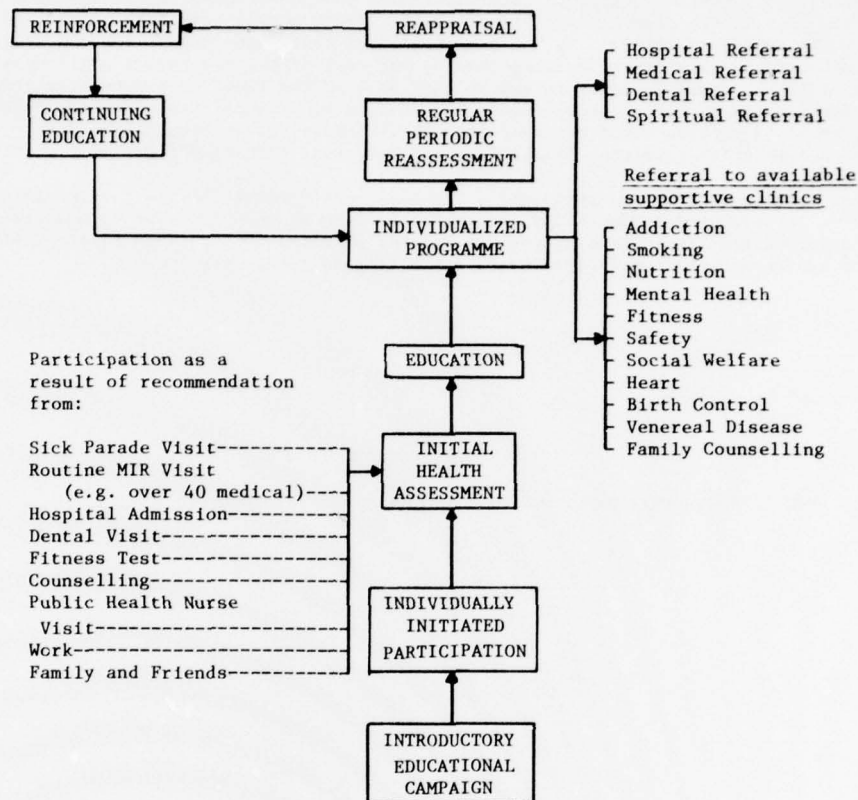 REINFORCEMENT
REAPPRAISAL
CONTINUING
EDUCATION
REGULAR
PERIODIC
REASSESSMENT
INDIVIDUALIZED
PROGRAMME
Hospital Referral
Medical Referral
Dental Referral
Spiritual Referral
Referral to available
supportive clinics
Addiction
Smoking
Nutrition
Mental Health
Fitness
Safety
Social Welfare
Heart
Birth Control
Venereal Disease
Family Counselling
EDUCATION
Participation as a
result of recommendation
from:
Sick Parade Visit
Routine MIR Visit
(e.g. over 40 medical)
Hospital Admission
Dental Visit
Fitness Test
Counselling
Public Health Nurse
Visit
Work
Family and Friends
INITIAL
HEALTH
ASSESSMENT
INDIVIDUALLY
INITIATED
PARTICIPATION
INTRODUCTORY
EDUCATIONAL
CAMPAIGN